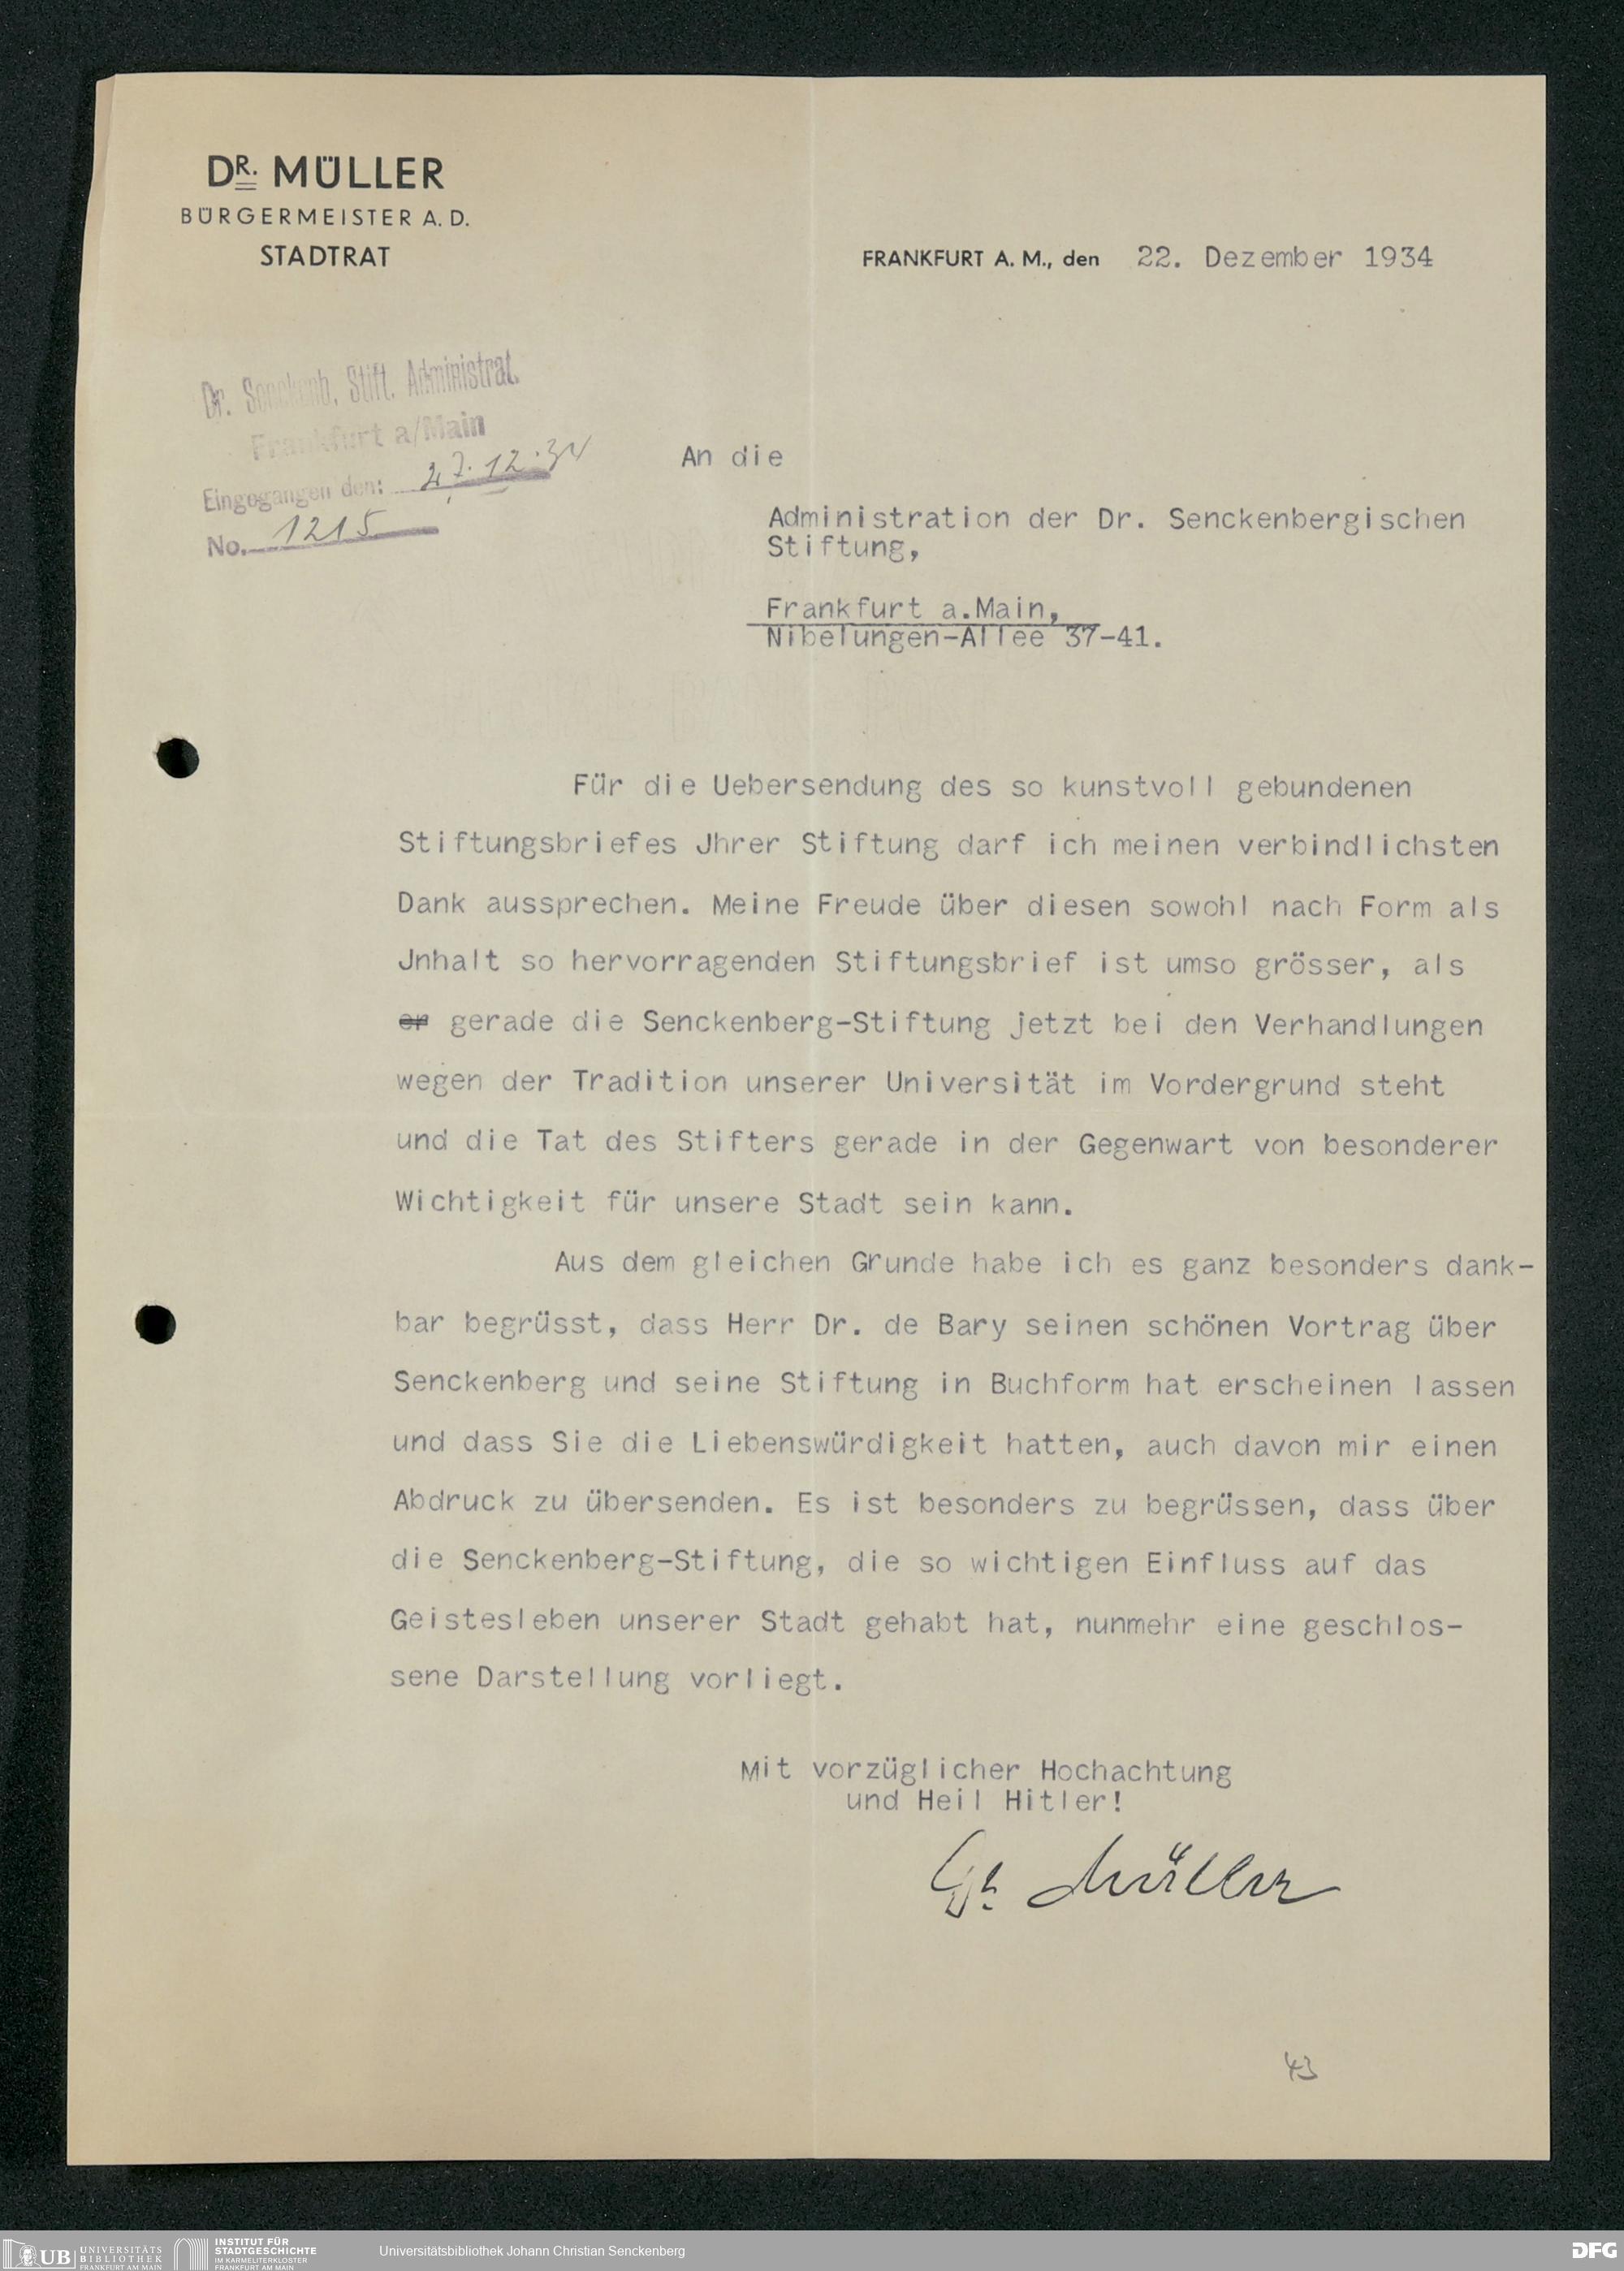 DR. MÜLLER
BÜRGERMEISTER A. D.
STADTRAT
FRANKFURT A. M., den 22. Dezember 1934
Dr. Senckenb. Stift. Administrat.
Frankfurt a/Main
Eingegangen den: 27.12.34
No. 1215
An die
Administration der Dr. Senckenbergischen
Stiftung,
Frankfurt a.Main,
Nibelungen-Allee 37-41.
Für die Uebersendung des so kunstvoll gebundenen
Stiftungsbriefes Jhrer Stiftung darf ich meinen verbindlichsten
Dank aussprechen. Meine Freude über diesen sowohl nach Form als
Jnhalt so hervorragenden Stiftungsbrief ist umso grösser, als
er gerade die Senckenberg-Stiftung jetzt bei den Verhandlungen
wegen der Tradition unserer Universität im Vordergrund steht
und die Tat des Stifters gerade in der Gegenwart von besonderer
Wichtigkeit für unsere Stadt sein kann.
Aus dem gleichen Grunde habe ich es ganz besonders dank-
bar begrüsst, dass Herr Dr. de Bary seinen schönen Vortrag über
Senckenberg und seine Stiftung in Buchform hat erscheinen lassen
und dass Sie die Liebenswürdigkeit hatten, auch davon mir einen
Abdruck zu übersenden. Es ist besonders zu begrüssen, dass über
die Senckenberg-Stiftung, die so wichtigen Einfluss auf das
Geistesleben unserer Stadt gehabt hat, nunmehr eine geschlos-
sene Darstellung vorliegt.
Mit vorzüglicher Hochachtung
und Heil Hitler!
Dr. Müller
43
UB UNIVERSITÄTS
BIBLIOTHEK
FRANKFURT AM MAIN
INSTITUT FÜR
STADTGESCHICHTE
IM KARMELITERKLOSTER
FRANKFURT AM MAIN
Universitätsbibliothek Johann Christian Senckenberg
DFG